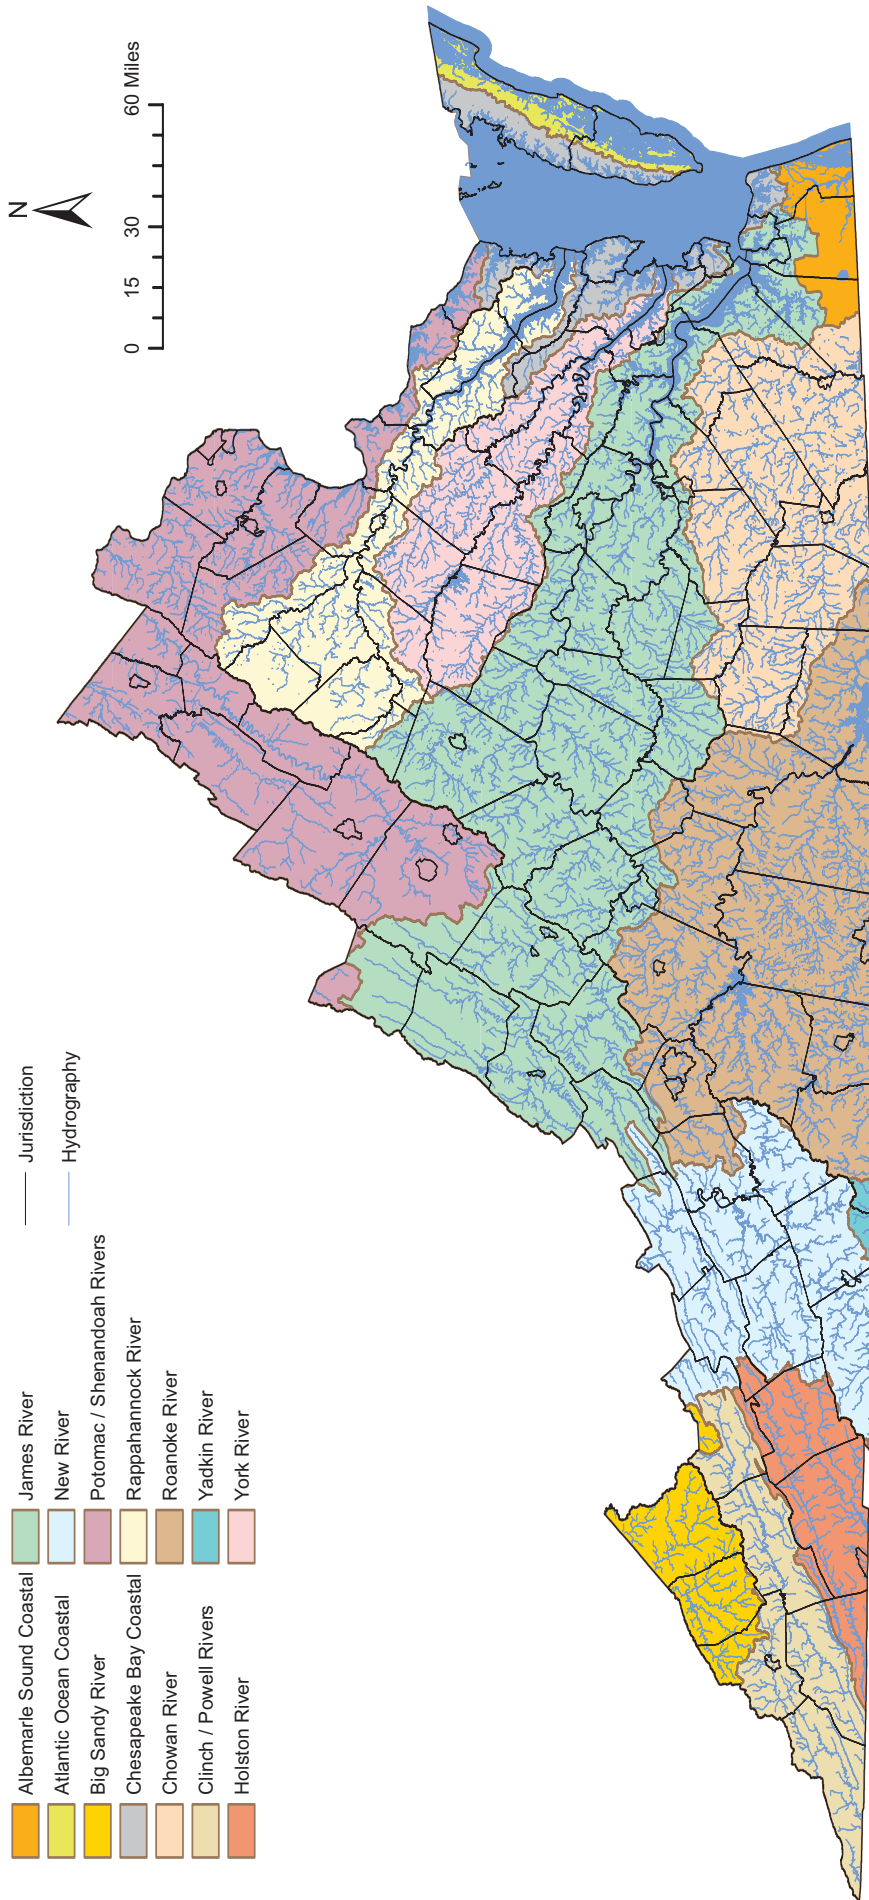 Albemarle Sound Coastal
Atlantic Ocean Coastal
Big Sandy River
Chesapeake Bay Coastal
Chowan River
Clinch / Powell Rivers
Holston River
James River
New River
Potomac / Shenandoah Rivers
Rappahannock River
Roanoke River
Yadkin River
York River
Jurisdiction
Hydrography
N
0 15 30 60 Miles